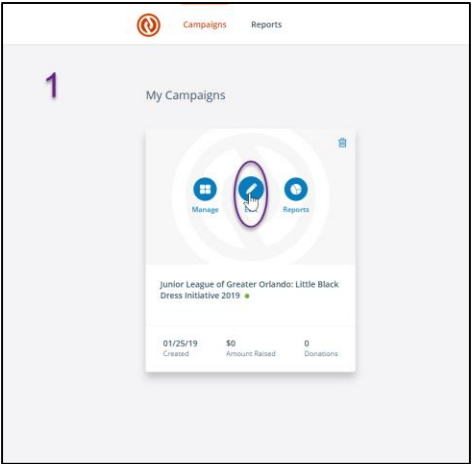 Campaigns Reports
1
My Campaigns
Manage Reports
Junior League of Greater Orlando: Little Black
Dress Initiative 2019
01/25/19 $0 0
Created Amount Raised Donations